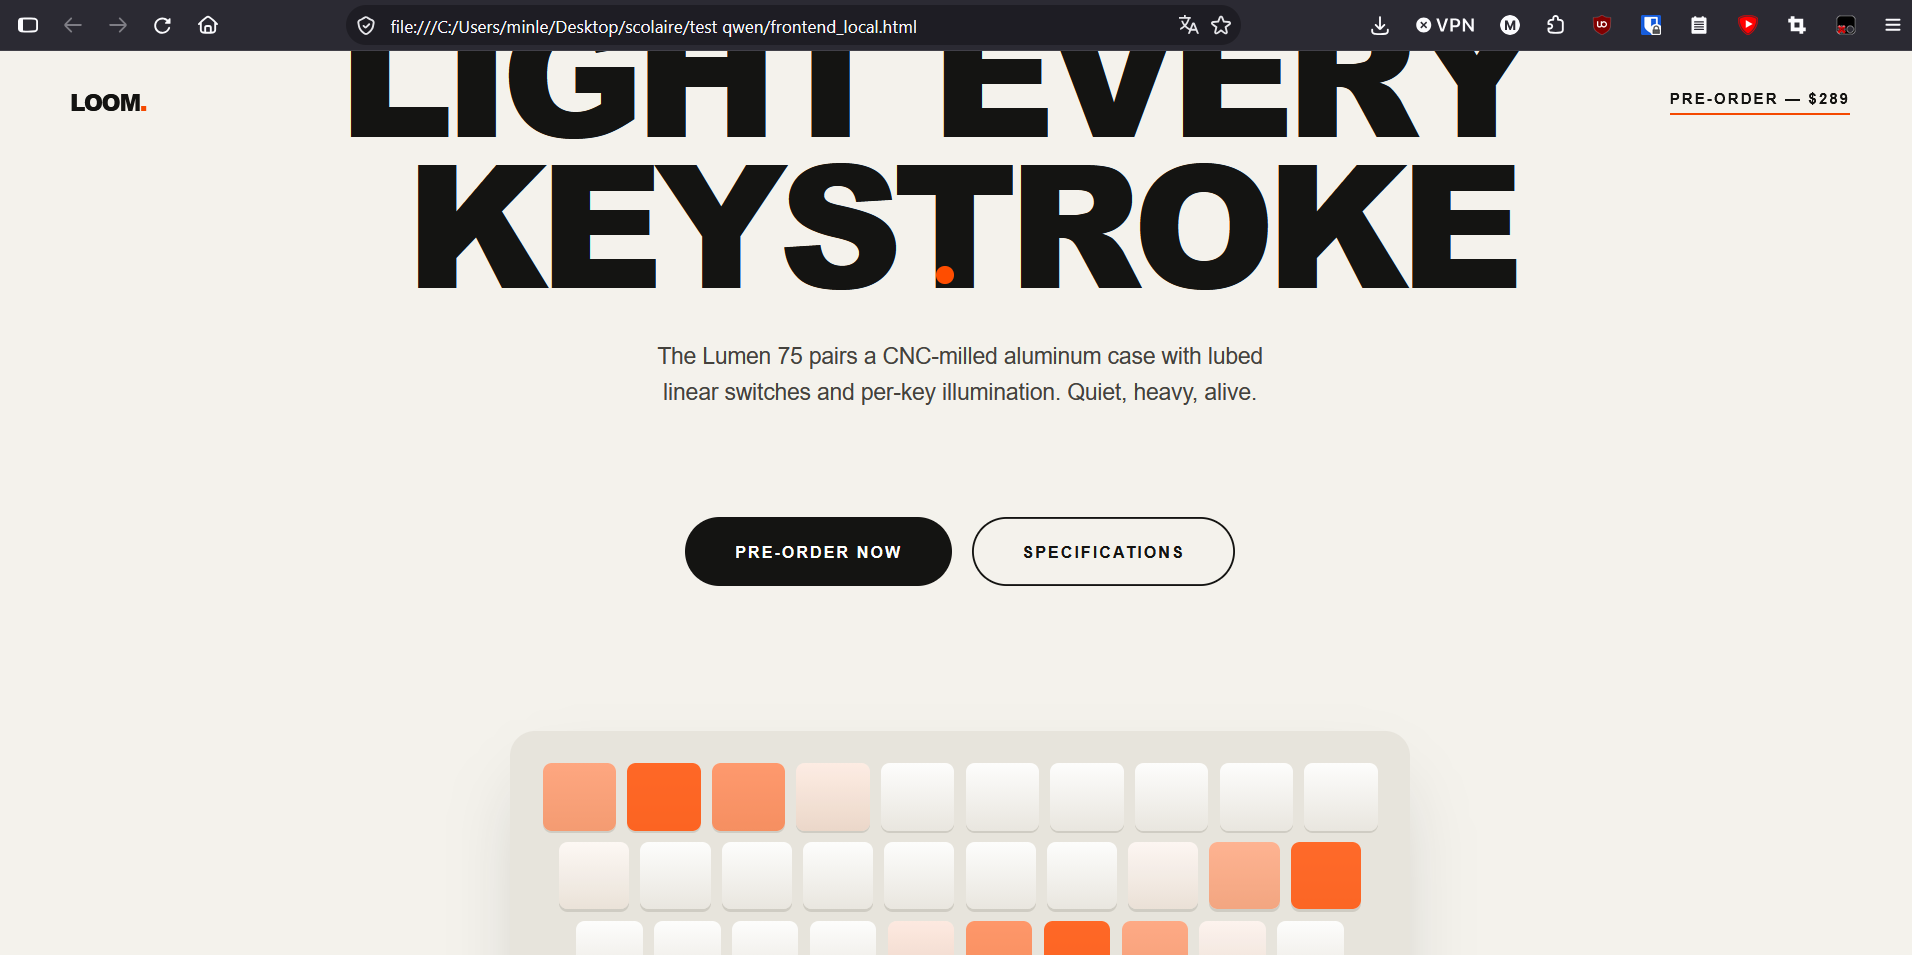 file:///C:/Users/minle/Desktop/scolaire/test qwen/frontend_local.html
VPN
M
LIGHT EVERY
LOOM.
PRE-ORDER — $289
KEYSTROKE
The Lumen 75 pairs a CNC-milled aluminum case with lubed
linear switches and per-key illumination. Quiet, heavy, alive.
PRE-ORDER NOW
SPECIFICATIONS